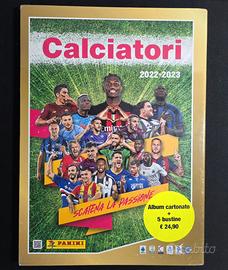 Calciatori
2022-2023
SCATENA LA PASSIONE!
Album cartonato
+
5 bustine
€ 24,90
PANINI